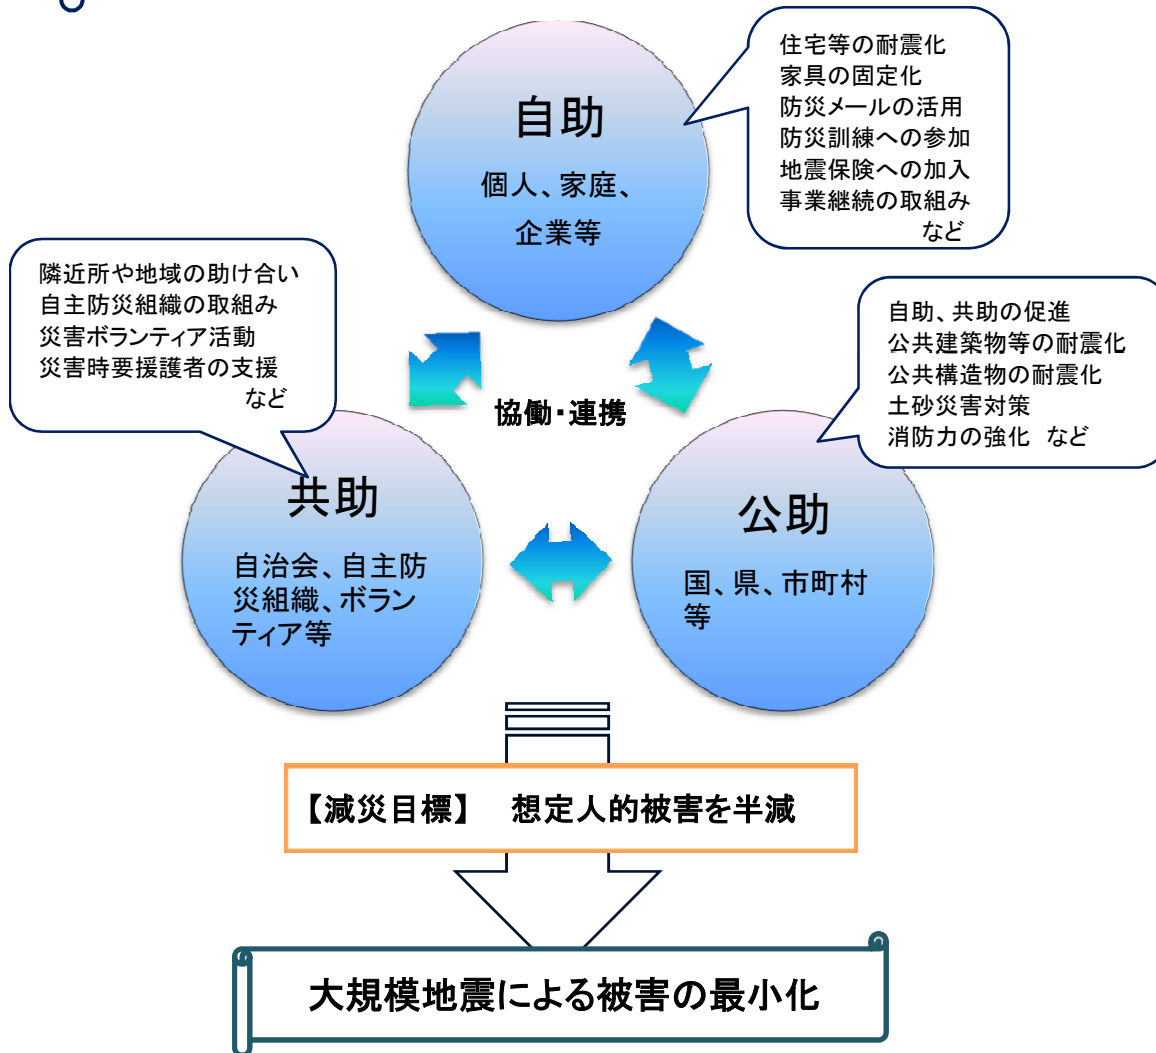 自助
個人、家庭、
企業等
住宅等の耐震化
家具の固定化
防災メールの活用
防災訓練への参加
地震保険への加入
事業継続の取組み
など
隣近所や地域の助け合い
自主防災組織の取組み
災害ボランティア活動
災害時要援護者の支援
など
自助、共助の促進
公共建築物等の耐震化
公共構造物の耐震化
土砂災害対策
消防力の強化 など
協働・連携
共助
自治会、自主防
災組織、ボラン
ティア等
公助
国、県、市町村
等
【減災目標】 想定人的被害を半減
大規模地震による被害の最小化